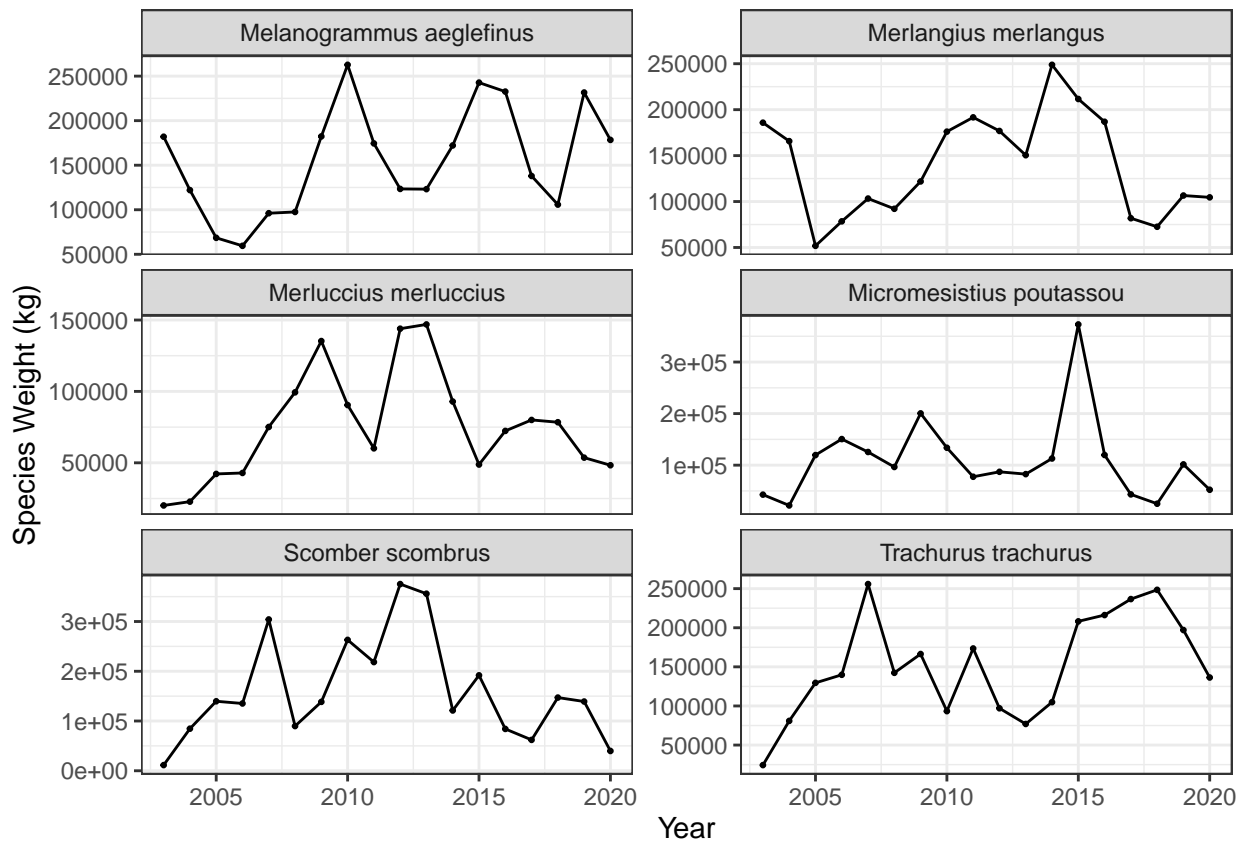 Melanogrammus aeglefinus
250000
200000
150000
100000
50000
Merlangius merlangus
250000
200000
150000
100000
50000
Merluccius merluccius
150000
100000
50000
Micromesistius poutassou
3e+05
2e+05
1e+05
Scomber scombrus
3e+05
2e+05
1e+05
0e+00
2005 2010 2015 2020
Trachurus trachurus
250000
200000
150000
100000
50000
2005 2010 2015 2020
Species Weight (kg)
Year